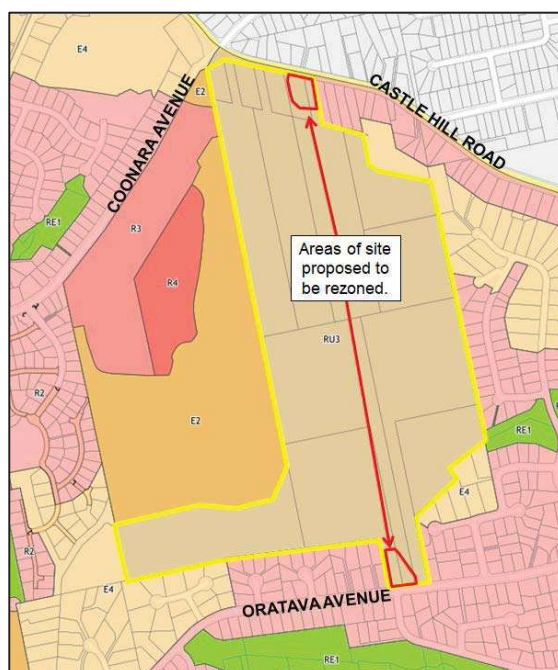 E4
E2
COONARA AVENUE
CASTLE HILL ROAD
RE1
R3
R4
Areas of site
proposed to
be rezoned.
RU3
R2
E2
RE1
E4
R2
E4
ORATAVA AVENUE
RE1